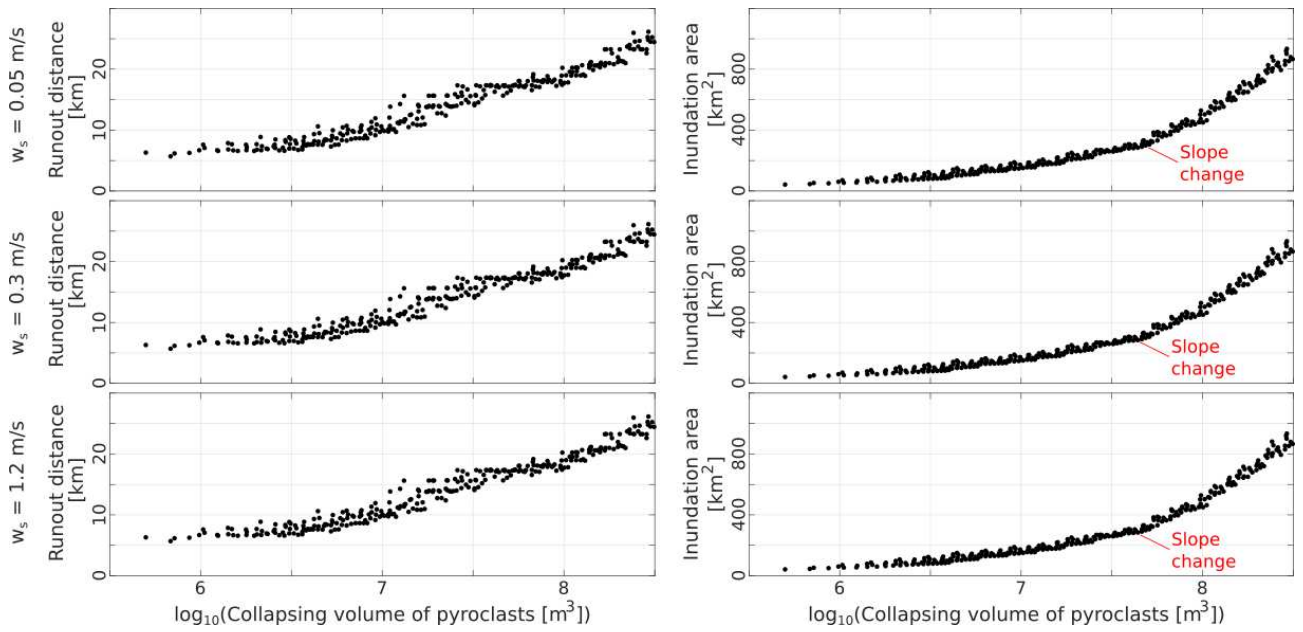 w_s = 0.05 m/s
Runout distance
[km]
0
10
20
Inundation area
[km²]
0
400
800
Slope
change
w_s = 0.3 m/s
Runout distance
[km]
0
10
20
Inundation area
[km²]
0
400
800
Slope
change
w_s = 1.2 m/s
Runout distance
[km]
0
10
20
6
7
8
log₁₀(Collapsing volume of pyroclasts [m³])
Inundation area
[km²]
0
400
800
Slope
change
6
7
8
log₁₀(Collapsing volume of pyroclasts [m³])